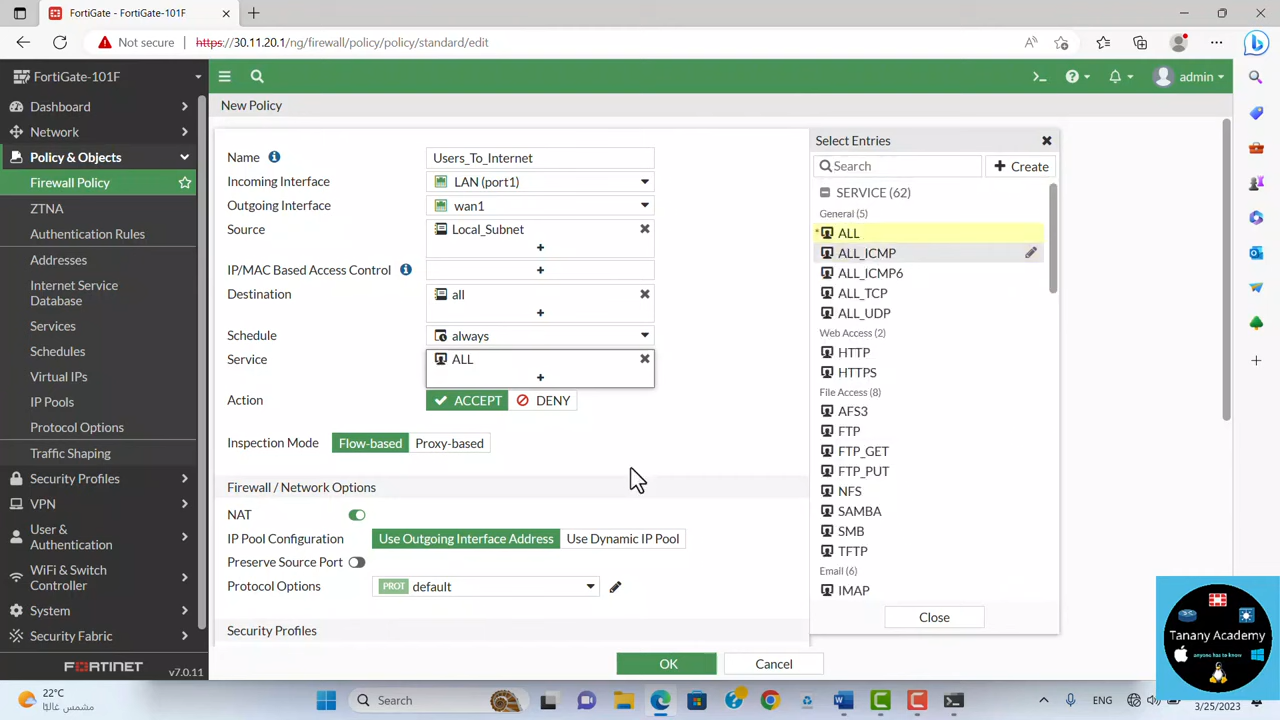 FortiGate - FortiGate-101F
Not secure
https://30.11.20.1/ng/firewall/policy/policy/standard/edit
FortiGate-101F
admin
Dashboard
Network
Policy & Objects
Firewall Policy
ZTNA
Authentication Rules
Addresses
Internet Service
Database
Services
Schedules
Virtual IPs
IP Pools
Protocol Options
Traffic Shaping
Security Profiles
VPN
User &
Authentication
WiFi & Switch
Controller
System
Security Fabric
FORTINET
v7.0.11
New Policy
Name
Users_To_Internet
Incoming Interface
LAN (port1)
Outgoing Interface
wan1
Source
Local_Subnet
IP/MAC Based Access Control
Destination
all
Schedule
always
Service
ALL
Action
ACCEPT
DENY
Inspection Mode
Flow-based
Proxy-based
Firewall / Network Options
NAT
IP Pool Configuration
Use Outgoing Interface Address
Use Dynamic IP Pool
Preserve Source Port
Protocol Options
PROT default
Security Profiles
OK
Cancel
Select Entries
Search
Create
SERVICE (62)
General (5)
ALL
ALL_ICMP
ALL_ICMP6
ALL_TCP
ALL_UDP
Web Access (2)
HTTP
HTTPS
File Access (8)
AFS3
FTP
FTP_GET
FTP_PUT
NFS
SAMBA
SMB
TFTP
Email (6)
IMAP
Close
Tanany Academy
anyone has to know
22°C
مشمس غالبًا
Search
ENG
3/25/2023